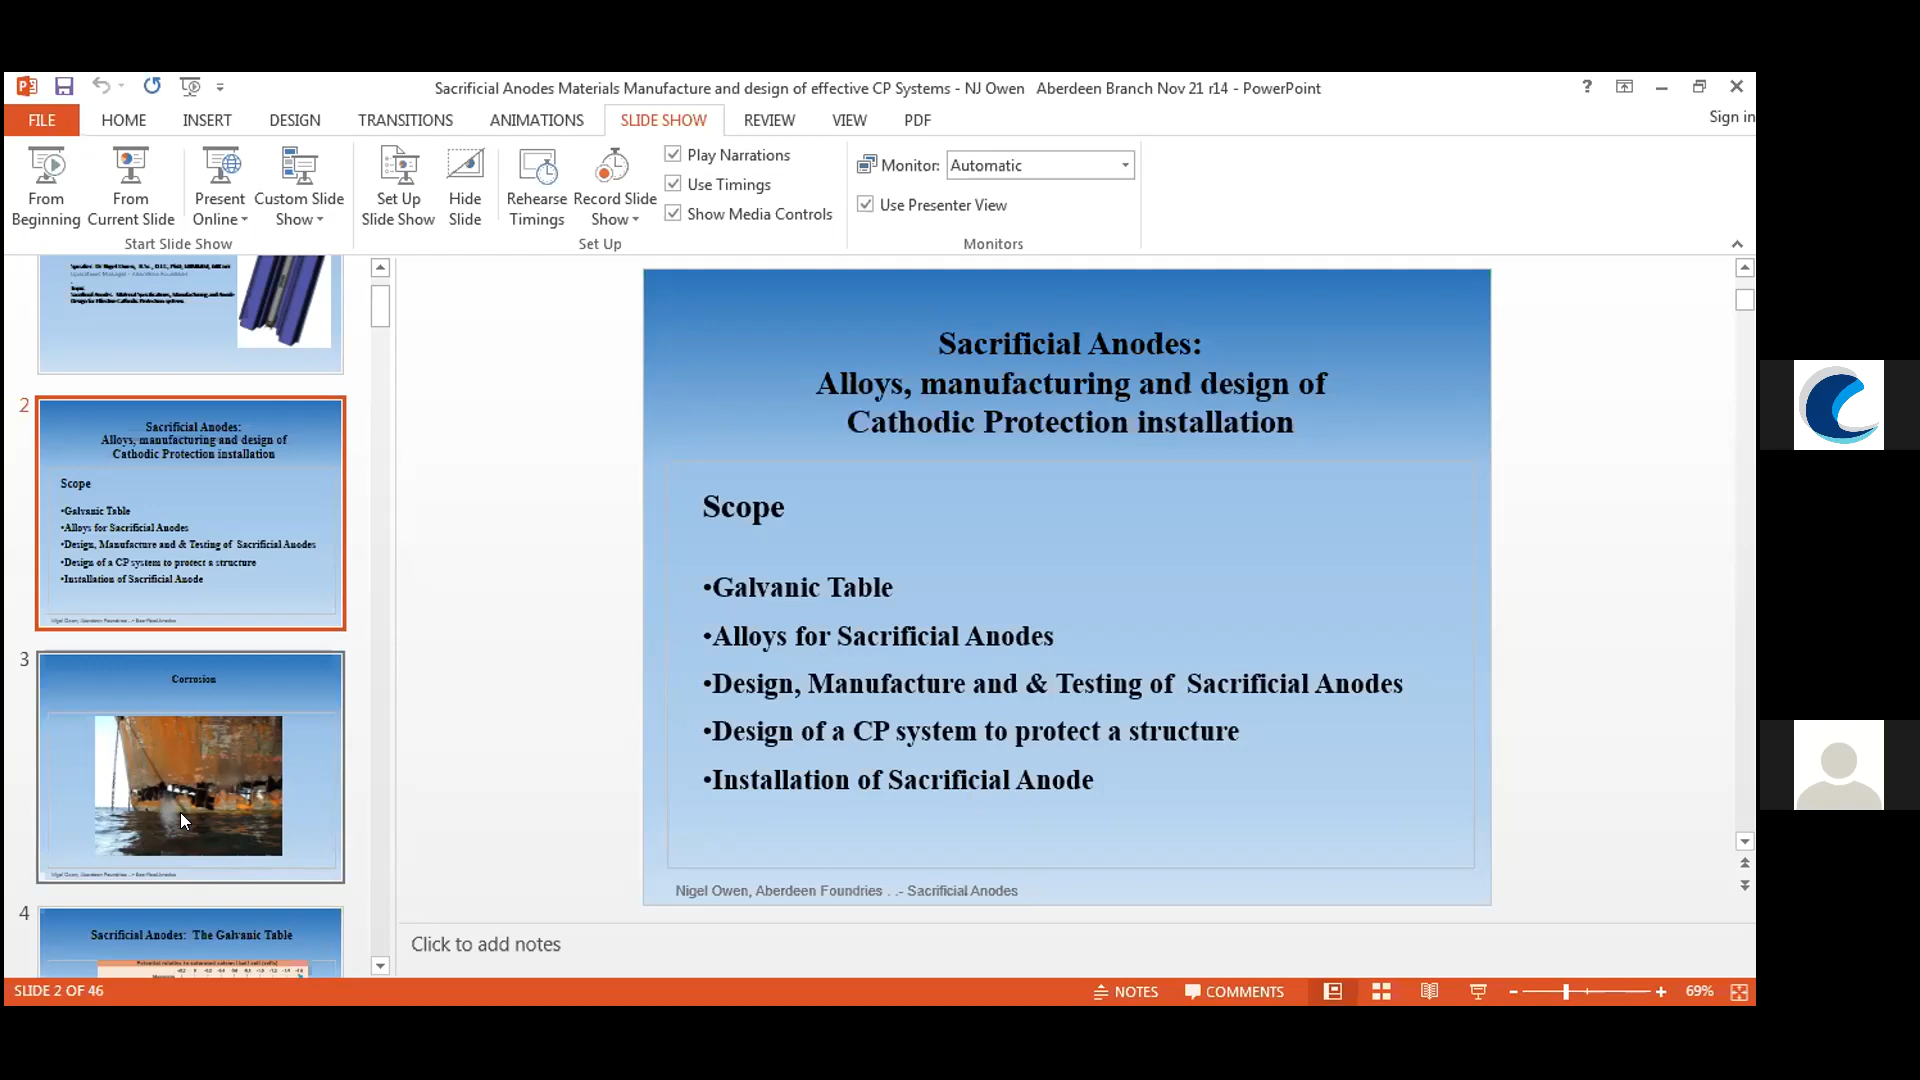 Sacrificial Anodes Materials Manufacture and design of effective CP Systems - NJ Owen   Aberdeen Branch Nov 21 r14 - PowerPoint
?
FILE HOME INSERT DESIGN TRANSITIONS ANIMATIONS SLIDE SHOW REVIEW VIEW PDF
Sign in
From Beginning
From Current Slide
Present Online
Custom Slide Show
Set Up Slide Show
Hide Slide
Rehearse Timings
Record Slide Show
Play Narrations
Use Timings
Show Media Controls
Monitor: Automatic
Use Presenter View
Start Slide Show
Set Up
Monitors
2
Sacrificial Anodes:
Alloys, manufacturing and design of
Cathodic Protection installation
Scope
•Galvanic Table
•Alloys for Sacrificial Anodes
•Design, Manufacture and & Testing of  Sacrificial Anodes
•Design of a CP system to protect a structure
•Installation of Sacrificial Anode
3
Corrosion
4
Sacrificial Anodes:  The Galvanic Table
Sacrificial Anodes:
Alloys, manufacturing and design of
Cathodic Protection installation
Scope
•Galvanic Table
•Alloys for Sacrificial Anodes
•Design, Manufacture and & Testing of  Sacrificial Anodes
•Design of a CP system to protect a structure
•Installation of Sacrificial Anode
Nigel Owen, Aberdeen Foundries . .- Sacrificial Anodes
Click to add notes
SLIDE 2 OF 46
NOTES
COMMENTS
69%